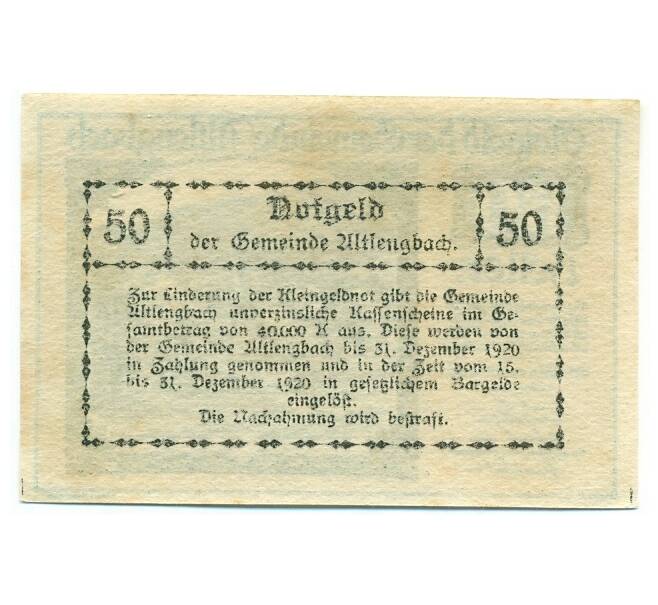 50 Notgeld 50
der Gemeinde Altlengbach.
Zur Linderung der Kleingeldnot gibt die Gemeinde
Altlengbach unverzinsliche Kassenscheine im Ge-
samtbetrag von 40.000 K aus. Diese werden von
der Gemeinde Altlengbach bis 31. Dezember 1920
in Zahlung genommen und in der Zeit vom 15.
bis 31. Dezember 1920 in gesetzlichem Bargelde
eingelöst.
Die Nachahmung wird bestraft.